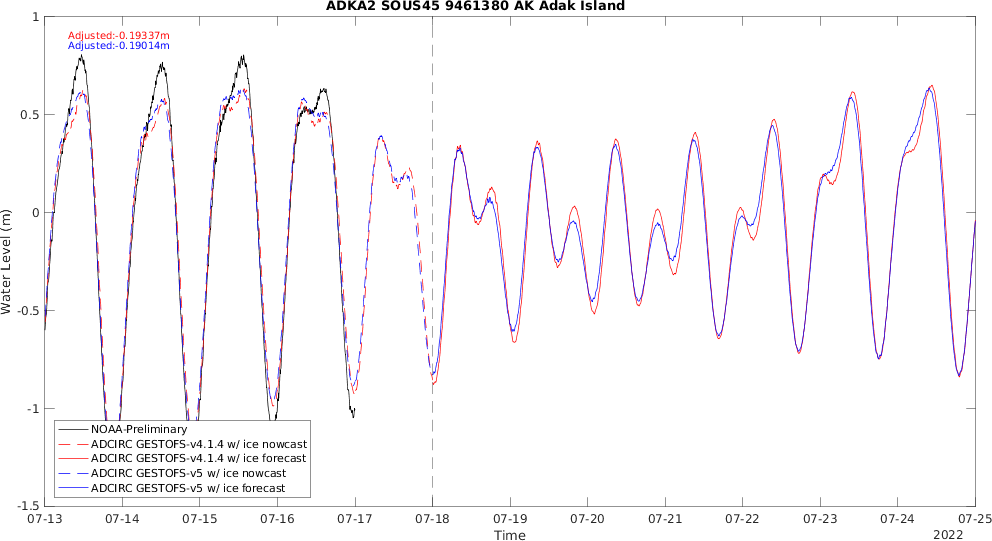 ADKA2 SOUS45 9461380 AK Adak Island
Adjusted:-0.19337m
Adjusted:-0.19014m
1
0.5
0
-0.5
-1
-1.5
Water Level (m)
NOAA-Preliminary
ADCIRC GESTOFS-v4.1.4 w/ ice nowcast
ADCIRC GESTOFS-v4.1.4 w/ ice forecast
ADCIRC GESTOFS-v5 w/ ice nowcast
ADCIRC GESTOFS-v5 w/ ice forecast
07-13 07-14 07-15 07-16 07-17 07-18 07-19 07-20 07-21 07-22 07-23 07-24 07-25
Time
2022